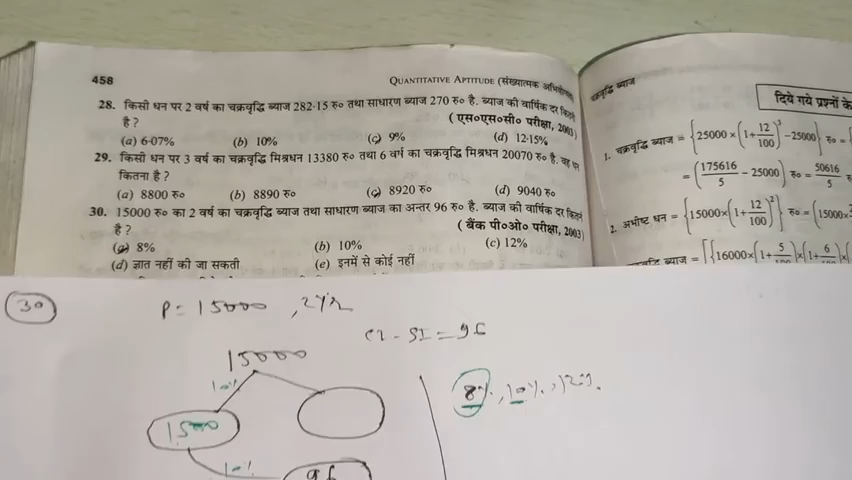 458
QUANTITATIVE APTITUDE (संख्यात्मक
28. किसी धन पर 2 वर्ष का चक्रवृद्धि ब्याज 282·15 रु० तथा साधारण ब्याज 270 रु० है. ब्याज की वार्षिक दर कितनी
है ?
( एस०एस०सी० परीक्षा, 2003)
(a) 6·07% (b) 10% (c) 9% (d) 12·15%
29. किसी धन पर 3 वर्ष का चक्रवृद्धि मिश्रधन 13380 रु० तथा 6 वर्ष का चक्रवृद्धि मिश्रधन 20070 रु० है. वह धन
कितना है ?
(a) 8800 रु० (b) 8890 रु० (c) 8920 रु० (d) 9040 रु०
30. 15000 रु० का 2 वर्ष का चक्रवृद्धि ब्याज तथा साधारण ब्याज का अन्तर 96 रु० है. ब्याज की वार्षिक दर कितनी
है ?
( बैंक पी०ओ० परीक्षा, 2003)
(a) 8% (b) 10% (c) 12%
(d) ज्ञात नहीं की जा सकती (e) इनमें से कोई नहीं
चक्रवृद्धि ब्याज
दिये गये प्रश्नों के
1. चक्रवृद्धि ब्याज = {25000×(1+12/100)³−25000} रु० =
= (175616/5 − 25000) रु० = 50616/5
2. अभीष्ट धन = {15000×(1+12/100)²} रु० = (15000×
ब्याज = [{16000×(1+5/100)×(1+6/
30 P = 15000 , 2yr
CI - SI = 96
15000
10%
8%, 10%, 12%.
1500
10%
96